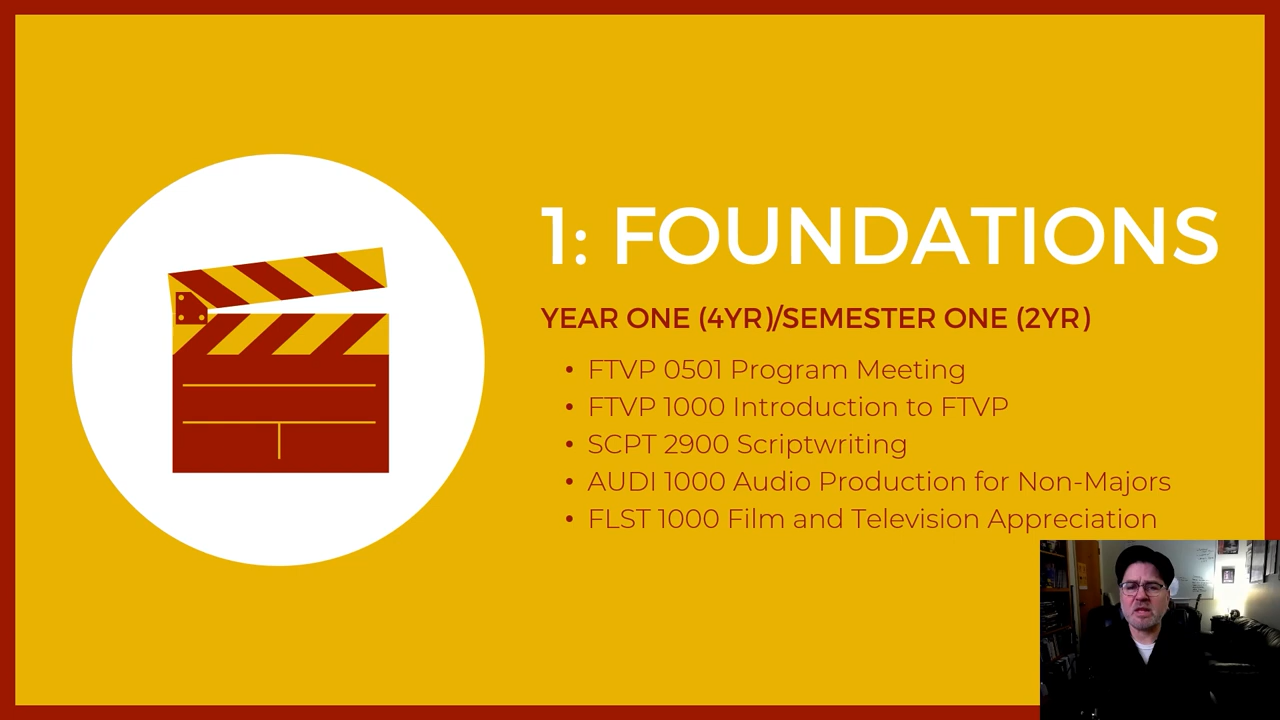 1: FOUNDATIONS
YEAR ONE (4YR)/SEMESTER ONE (2YR)
• FTVP 0501 Program Meeting
• FTVP 1000 Introduction to FTVP
• SCPT 2900 Scriptwriting
• AUDI 1000 Audio Production for Non-Majors
• FLST 1000 Film and Television Appreciation